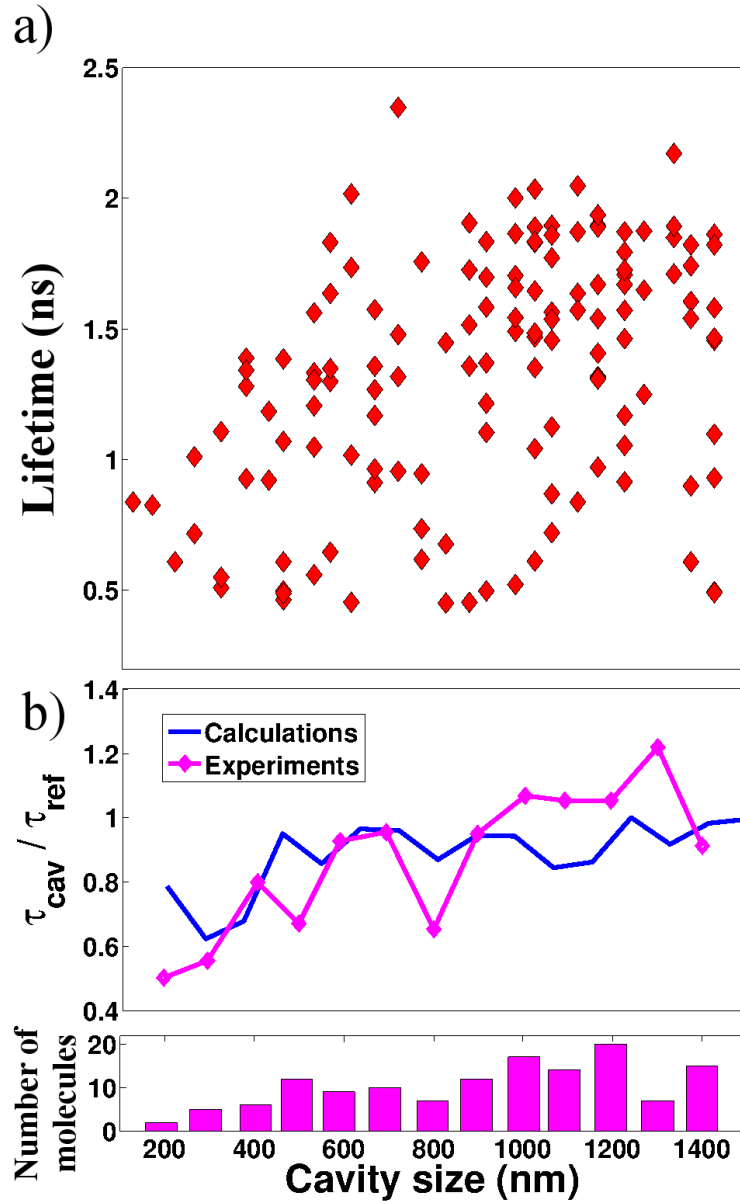 a)
2.5
2
1.5
1
0.5
Lifetime (ns)
b)
1.4
1.2
1
0.8
0.6
0.4
τcav / τref
Calculations
Experiments
Number of
molecules
20
10
0
200 400 600 800 1000 1200 1400
Cavity size (nm)